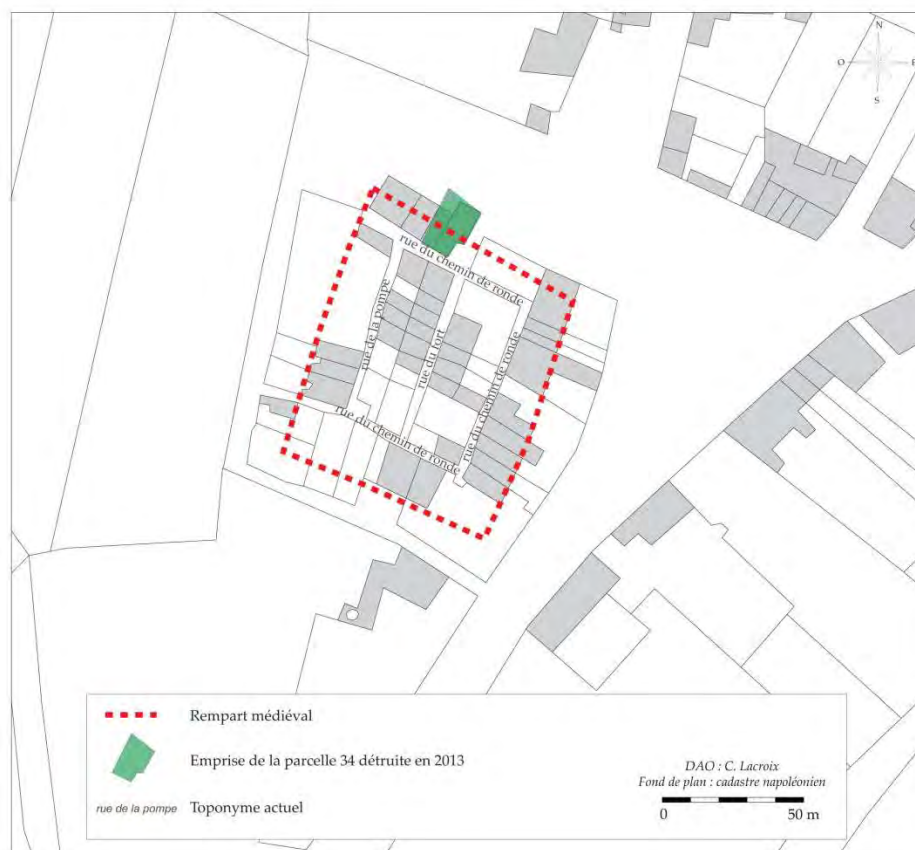 N
O
E
S
rue du chemin de ronde
rue de la pompe
rue du fort
rue du chemin de ronde
rue du chemin de ronde
Rempart médiéval
Emprise de la parcelle 34 détruite en 2013
rue de la pompe
Toponyme actuel
DAO : C. Lacroix
Fond de plan : cadastre napoléonien
0
50 m